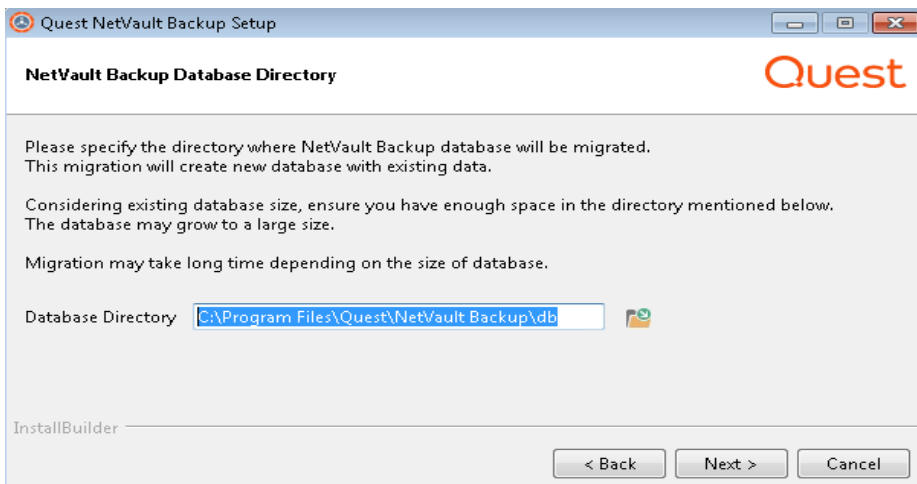 Quest NetVault Backup Setup
NetVault Backup Database Directory
Quest
Please specify the directory where NetVault Backup database will be migrated.
This migration will create new database with existing data.
Considering existing database size, ensure you have enough space in the directory mentioned below.
The database may grow to a large size.
Migration may take long time depending on the size of database.
Database Directory C:\Program Files\Quest\NetVault Backup\db
InstallBuilder
< Back Next > Cancel